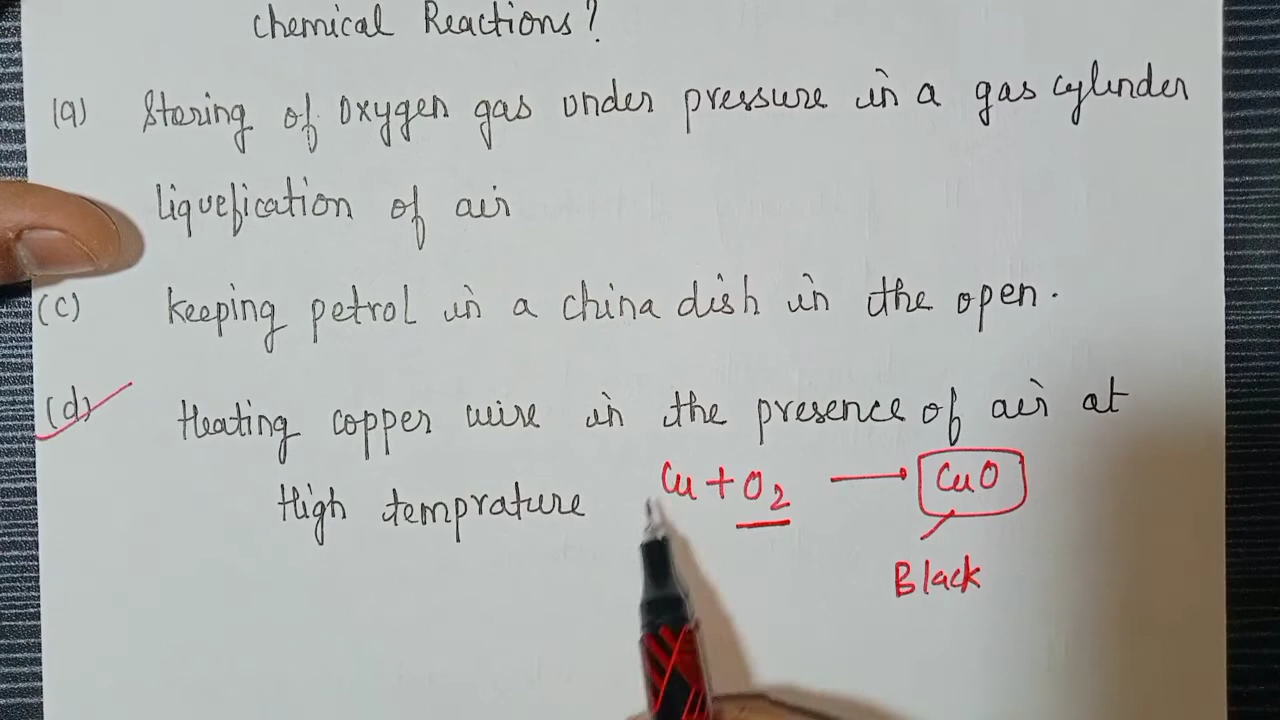 chemical Reactions?
(a) Storing of oxygen gas under pressure in a gas cylinder
liquefication of air
(c) Keeping petrol in a china dish in the open.
(d) Heating copper wire in the presence of air at
High temprature Cu + O2 → CuO
Black